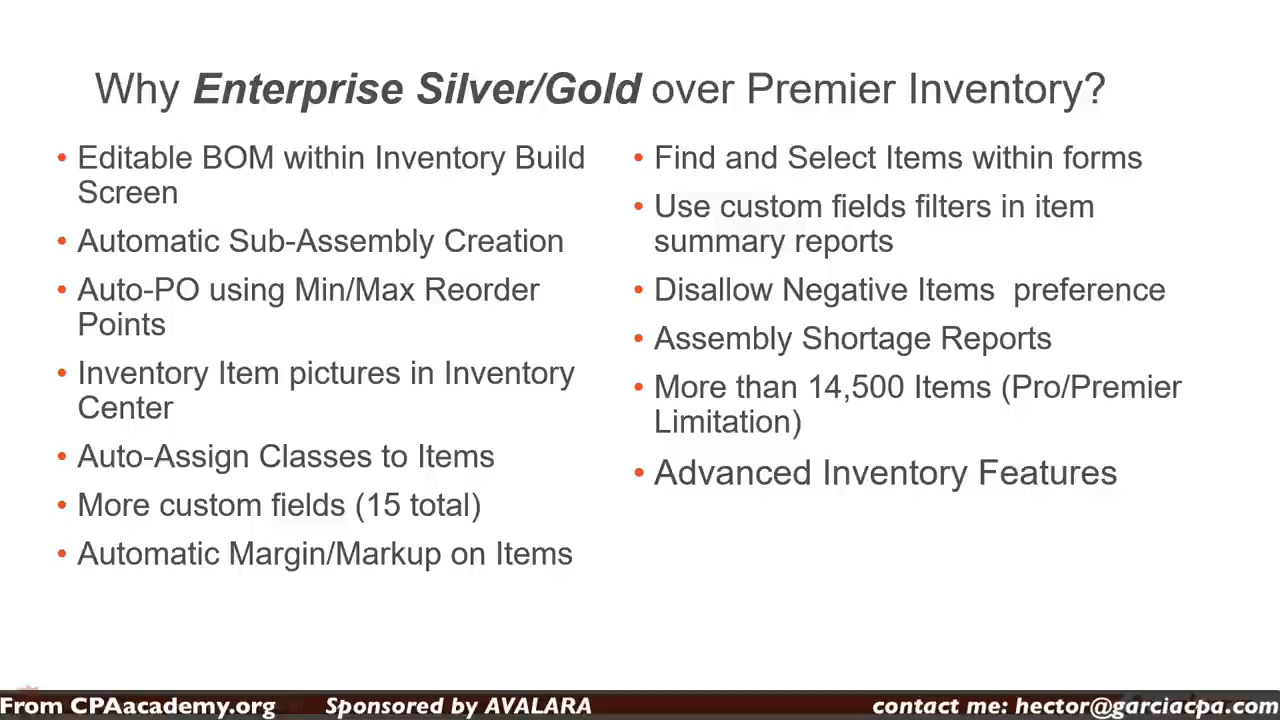 Why Enterprise Silver/Gold over Premier Inventory?
• Editable BOM within Inventory Build
Screen
• Automatic Sub-Assembly Creation
• Auto-PO using Min/Max Reorder
Points
• Inventory Item pictures in Inventory
Center
• Auto-Assign Classes to Items
• More custom fields (15 total)
• Automatic Margin/Markup on Items
• Find and Select Items within forms
• Use custom fields filters in item
summary reports
• Disallow Negative Items  preference
• Assembly Shortage Reports
• More than 14,500 Items (Pro/Premier
Limitation)
• Advanced Inventory Features
From CPAacademy.org Sponsored by AVALARA contact me: hector@garciacpa.com